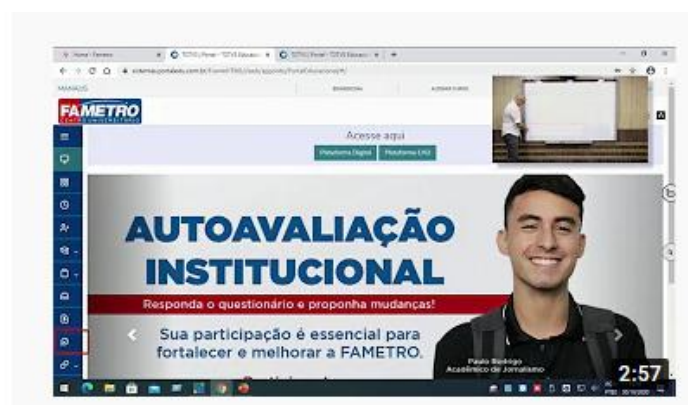 MANAUS
FAMETRO
CENTRO UNIVERSITÁRIO
Acesse aqui
Plataforma Digital Plataforma EAD
AUTOAVALIAÇÃO
INSTITUCIONAL
Responda o questionário e proponha mudanças!
Sua participação é essencial para
fortalecer e melhorar a FAMETRO.
Paulo Rodrigo
Acadêmico de Jornalismo
2:57